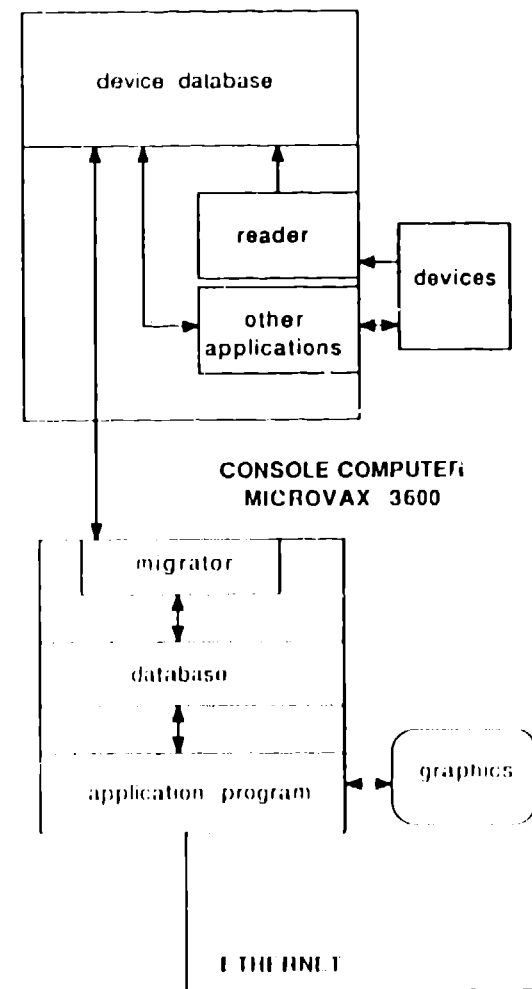 device database
reader
devices
other
applications
CONSOLE COMPUTER
MICROVAX 3600
migrator
database
application program
graphics
ETHERNET